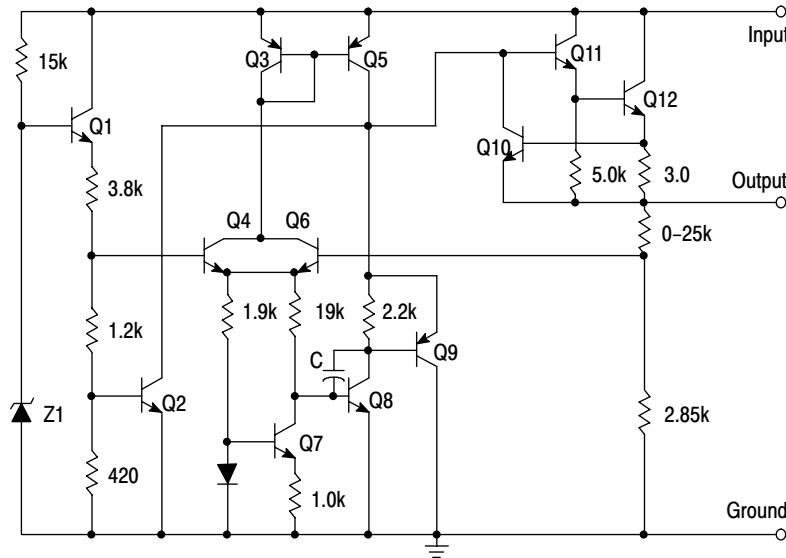 Input
Q3
Q5
Q11
15k
Q12
Q1
Q10
3.8k
5.0k
3.0
Output
Q4
Q6
0–25k
1.9k
19k
2.2k
1.2k
C
Q9
Z1
Q2
Q8
2.85k
Q7
420
1.0k
Ground